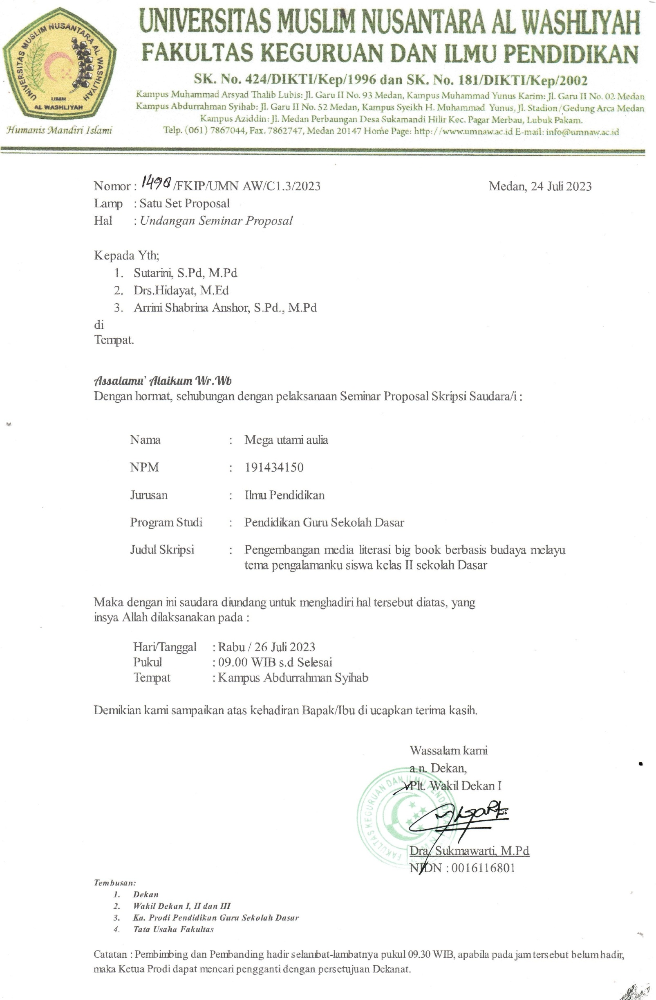 UNIVERSITAS MUSLIM NUSANTARA AL WASHLIYAH
UMN
AL WASHLIYAH
Humanis Mandiri Islami
UNIVERSITAS MUSLIM NUSANTARA AL WASHLIYAH
FAKULTAS KEGURUAN DAN ILMU PENDIDIKAN
SK. No. 424/DIKTI/Kep/1996 dan SK. No. 181/DIKTI/Kep/2002
Kampus Muhammad Arsyad Thalib Lubis: Jl. Garu II No. 93 Medan, Kampus Muhammad Yunus Karim: Jl. Garu II No. 02 Medan
Kampus Abdurrahman Syihab: Jl. Garu II No. 52 Medan, Kampus Syeikh H. Muhammad Yunus, Jl. Stadion/Gedung Arca Medan
Kampus Aziddin: Jl. Medan Perbaungan Desa Sukamandi Hilir Kec. Pagar Merbau, Lubuk Pakam.
Telp. (061) 7867044, Fax. 7862747, Medan 20147 Home Page: http://www.umnaw.ac.id E-mail: info@umnaw.ac.id
Nomor : 1490/FKIP/UMN AW/C1.3/2023 Medan, 24 Juli 2023
Lamp : Satu Set Proposal
Hal : Undangan Seminar Proposal
Kepada Yth;
1. Sutarini, S.Pd, M.Pd
2. Drs.Hidayat, M.Ed
3. Arrini Shabrina Anshor, S.Pd., M.Pd
di
Tempat.
Assalamu' Alaikum Wr.Wb
Dengan hormat, sehubungan dengan pelaksanaan Seminar Proposal Skripsi Saudara/i :
Nama : Mega utami aulia
NPM : 191434150
Jurusan : Ilmu Pendidikan
Program Studi : Pendidikan Guru Sekolah Dasar
Judul Skripsi : Pengembangan media literasi big book berbasis budaya melayu
tema pengalamanku siswa kelas II sekolah Dasar
Maka dengan ini saudara diundang untuk menghadiri hal tersebut diatas, yang
insya Allah dilaksanakan pada :
Hari/Tanggal : Rabu / 26 Juli 2023
Pukul : 09.00 WIB s.d Selesai
Tempat : Kampus Abdurrahman Syihab
Demikian kami sampaikan atas kehadiran Bapak/Ibu di ucapkan terima kasih.
Wassalam kami
a.n. Dekan,
Plt. Wakil Dekan I
FAKULTAS KEGURUAN DAN ILMU PENDIDIKAN
Dra. Sukmawarti, M.Pd
NIDN : 0016116801
Tembusan:
1. Dekan
2. Wakil Dekan I, II dan III
3. Ka. Prodi Pendidikan Guru Sekolah Dasar
4. Tata Usaha Fakultas
Catatan : Pembimbing dan Pembanding hadir selambat-lambatnya pukul 09.30 WIB, apabila pada jam tersebut belum hadir,
maka Ketua Prodi dapat mencari pengganti dengan persetujuan Dekanat.